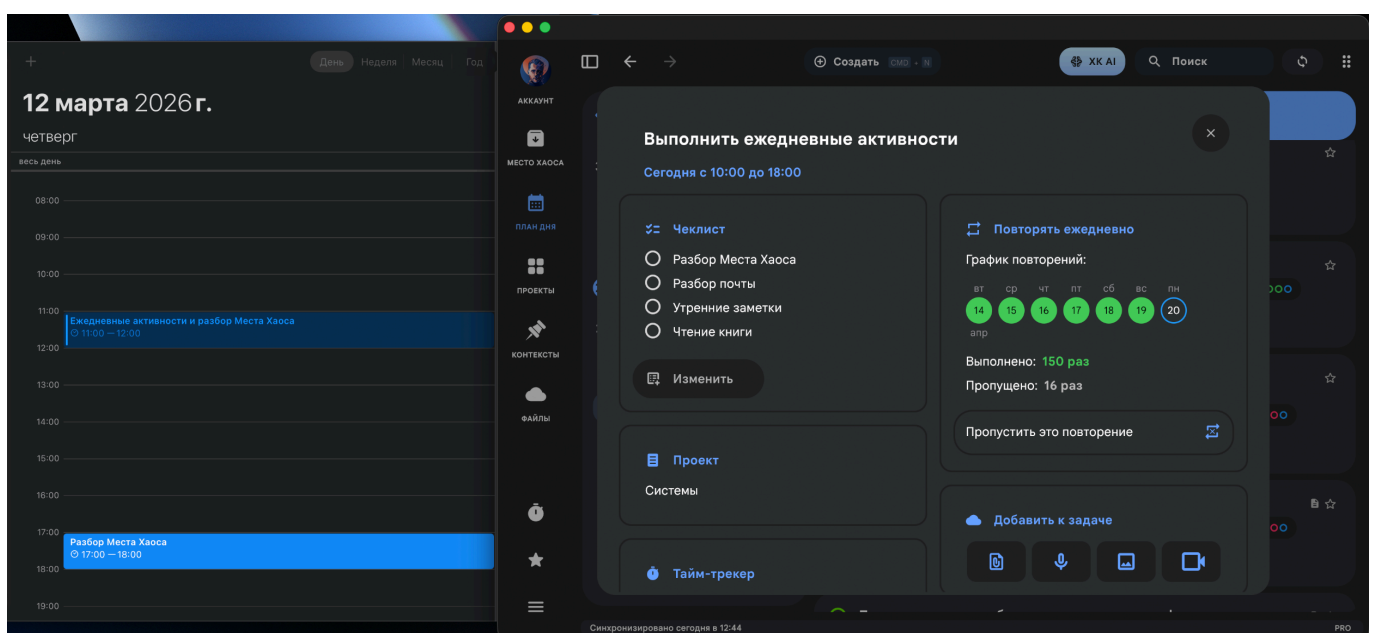 День Неделя Месяц Год
12 марта 2026 г.
четверг
весь день
08:00
09:00
10:00
11:00
Ежедневные активности и разбор Места Хаоса
11:00 — 12:00
12:00
13:00
14:00
15:00
16:00
17:00
Разбор Места Хаоса
17:00 — 18:00
18:00
19:00
АККАУНТ
МЕСТО ХАОСА
ПЛАН ДНЯ
ПРОЕКТЫ
КОНТЕКСТЫ
ФАЙЛЫ
Создать CMD + N
ХК AI
Поиск
Выполнить ежедневные активности
Сегодня с 10:00 до 18:00
Чеклист
Разбор Места Хаоса
Разбор почты
Утренние заметки
Чтение книги
Изменить
Проект
Системы
Тайм-трекер
Повторять ежедневно
График повторений:
вт ср чт пт сб вс пн
14 15 16 17 18 19 20
апр
Выполнено: 150 раз
Пропущено: 16 раз
Пропустить это повторение
Добавить к задаче
Синхронизировано сегодня в 12:44
PRO